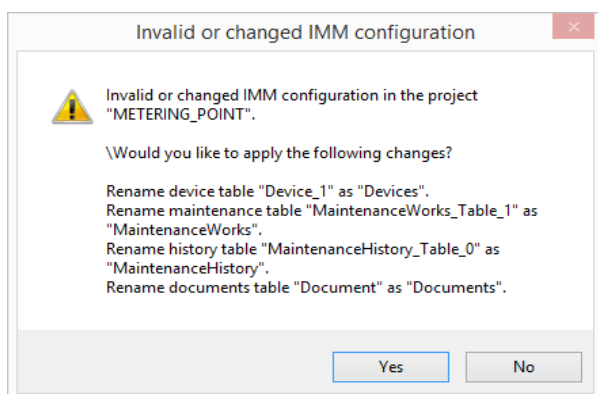 Invalid or changed IMM configuration
Invalid or changed IMM configuration in the project
"METERING_POINT".
\Would you like to apply the following changes?
Rename device table "Device_1" as "Devices".
Rename maintenance table "MaintenanceWorks_Table_1" as
"MaintenanceWorks".
Rename history table "MaintenanceHistory_Table_0" as
"MaintenanceHistory".
Rename documents table "Document" as "Documents".
Yes
No